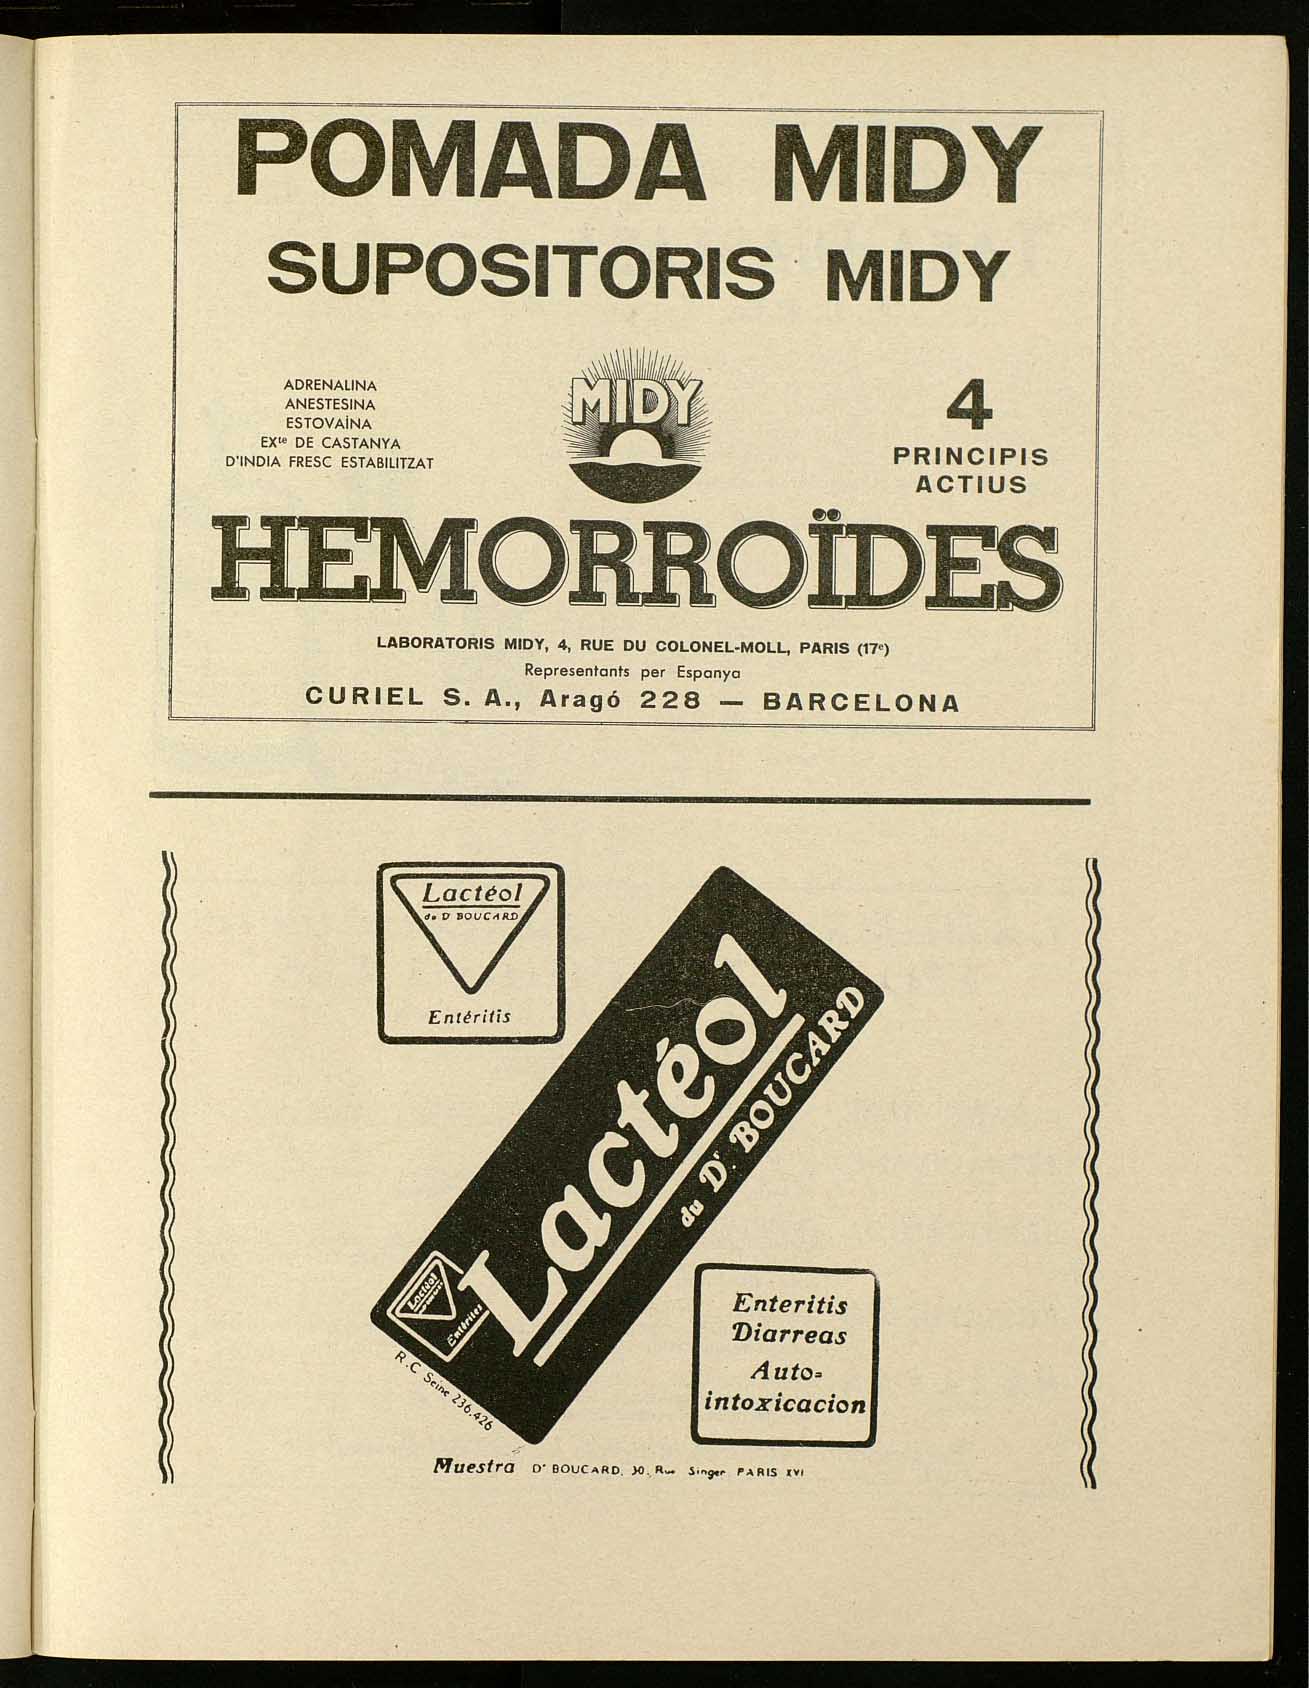 POMADA MIDY
SUPOSITORIS MIDY
ADRENALINA
ANESTESINA
ESTOVAÏNA
EXte DE CASTANYA
D'INDIA FRESC ESTABILITZAT
MIDY
4
PRINCIPIS
ACTIUS
HEMORROÏDES
LABORATORIS MIDY, 4, RUE DU COLONEL-MOLL, PARIS (17e)
Representants per Espanya
CURIEL S. A., Aragó 228 — BARCELONA
Lactéol
du Dr BOUCARD
Entéritis
Lactéol
du Dr. BOUCARD
Lactéol
Entérites
R.C Seine 236.426
Enteritis
Diarreas
Auto-
intoxicacion
Muestra Dr BOUCARD, 30, Rue Singer PARIS XVI